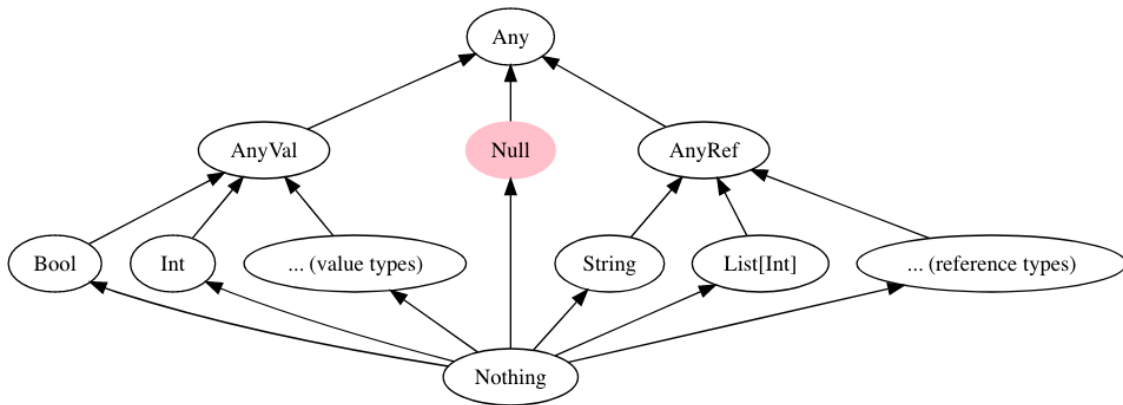 Any
AnyVal
Null
AnyRef
Bool
Int
... (value types)
String
List[Int]
... (reference types)
Nothing